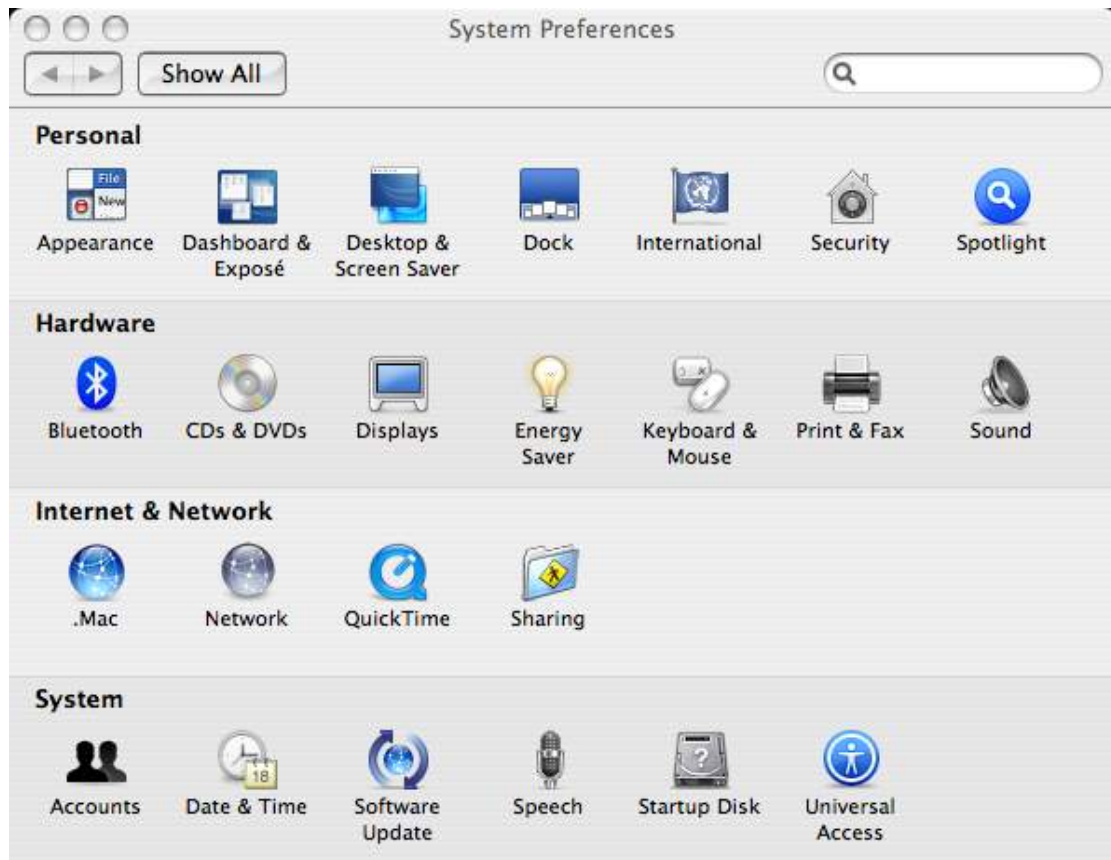 System Preferences
Show All
Personal
File
New
Appearance
Dashboard &
Exposé
Desktop &
Screen Saver
Dock
International
Security
Spotlight
Hardware
Bluetooth
CDs & DVDs
Displays
Energy
Saver
Keyboard &
Mouse
Print & Fax
Sound
Internet & Network
.Mac
Network
QuickTime
Sharing
System
18
?
Accounts
Date & Time
Software
Update
Speech
Startup Disk
Universal
Access